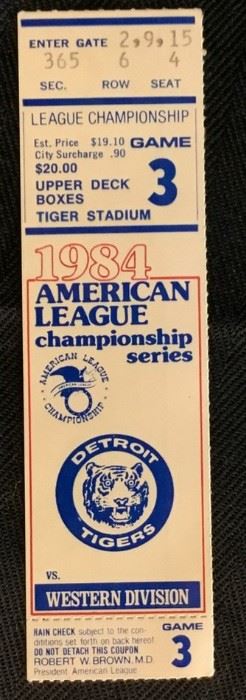 ENTER GATE 2,9,15
365 6 4
SEC. ROW SEAT
LEAGUE CHAMPIONSHIP
Est. Price $19.10 GAME
City Surcharge .90
$20.00
UPPER DECK
BOXES
TIGER STADIUM
3
1984
AMERICAN
LEAGUE
championship
series
AMERICAN LEAGUE
AMERICAN LEAGUE
CHAMPIONSHIP
DETROIT
TIGERS
vs.
WESTERN DIVISION
RAIN CHECK subject to the con-
ditions set forth on back hereof
DO NOT DETACH THIS COUPON
ROBERT W. BROWN, M.D.
President American League
GAME
3